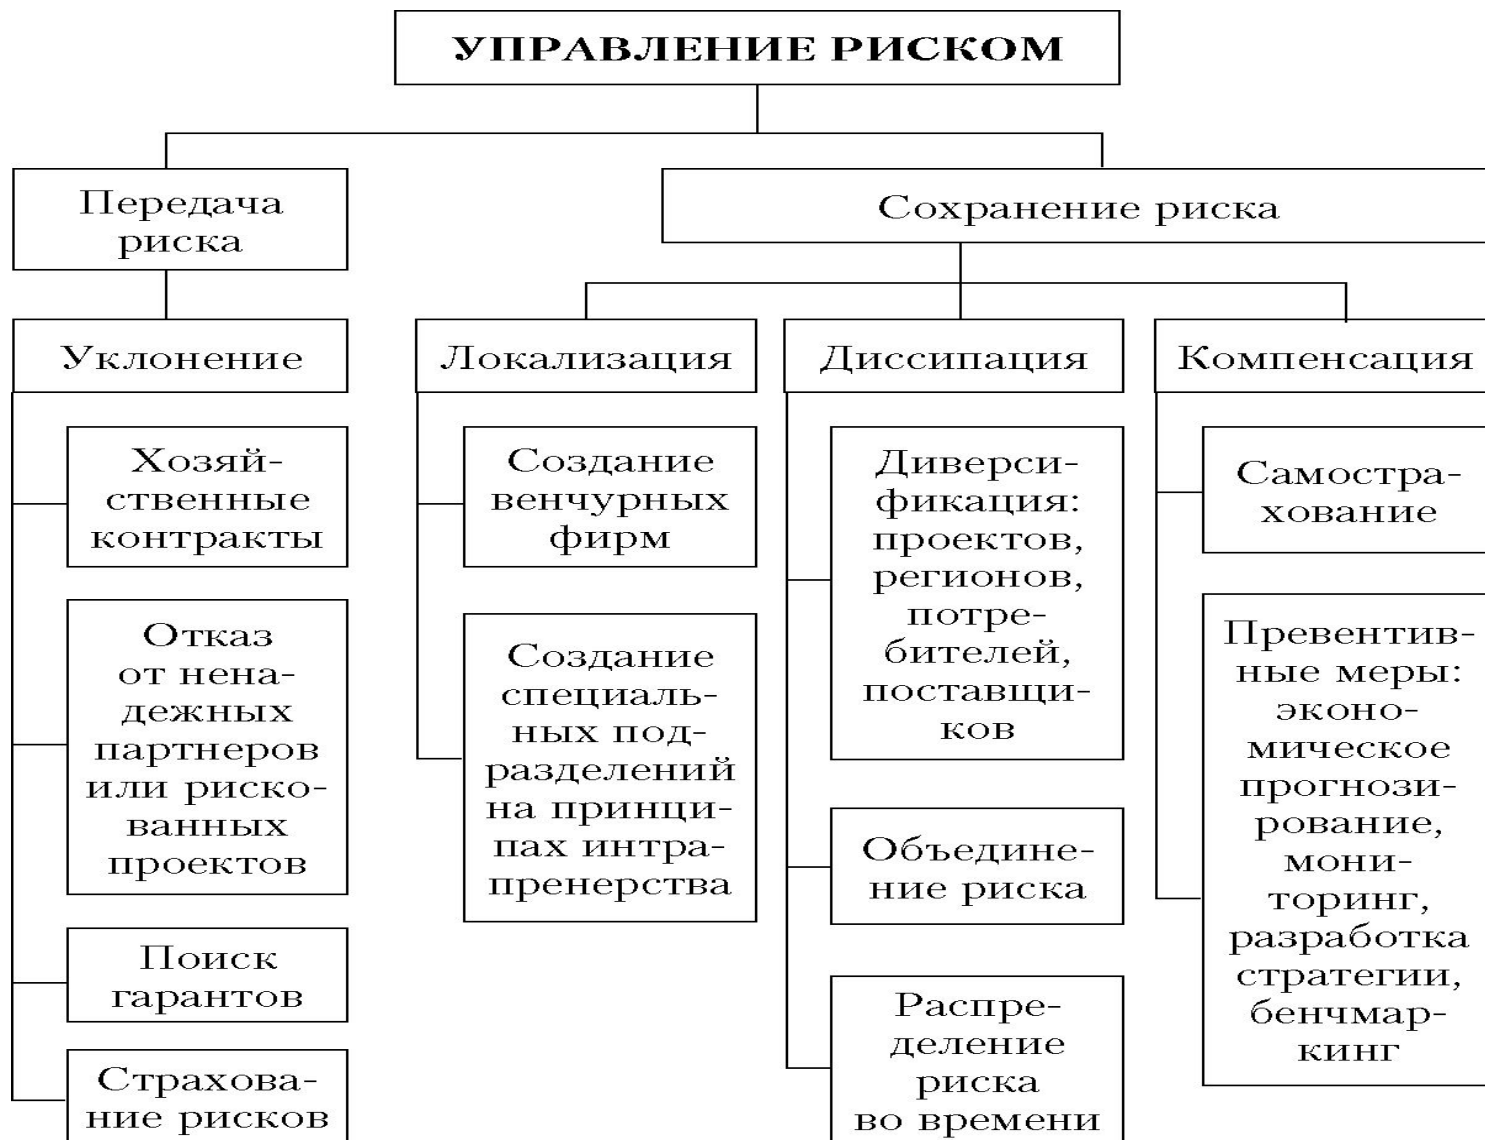 УПРАВЛЕНИЕ РИСКОМ
Передача
риска
Сохранение риска
Уклонение
Локализация
Диссипация
Компенсация
Хозяй-
ственные
контракты
Отказ
от нена-
дежных
партнеров
или риско-
ванных
проектов
Поиск
гарантов
Страхова-
ние рисков
Создание
венчурных
фирм
Создание
специаль-
ных под-
разделений
на принци-
пах интра-
пренерства
Диверси-
фикация:
проектов,
регионов,
потре-
бителей,
поставщи-
ков
Объедине-
ние риска
Распре-
деление
риска
во времени
Самостра-
хование
Превентив-
ные меры:
эконо-
мическое
прогнози-
рование,
мони-
торинг,
разработка
стратегии,
бенчмар-
кинг